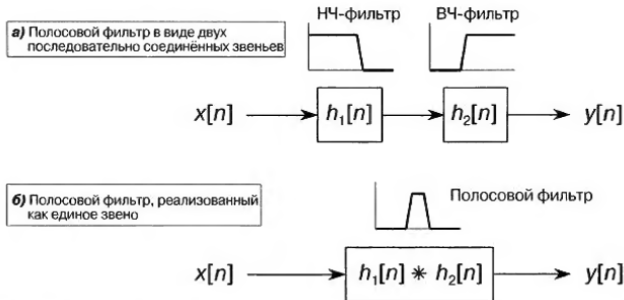 а) Полосовой фильтр в виде двух
последовательно соединённых звеньев
НЧ-фильтр
ВЧ-фильтр
x[n]
h₁[n]
h₂[n]
y[n]
б) Полосовой фильтр, реализованный
как единое звено
Полосовой фильтр
x[n]
h₁[n] ∗ h₂[n]
y[n]